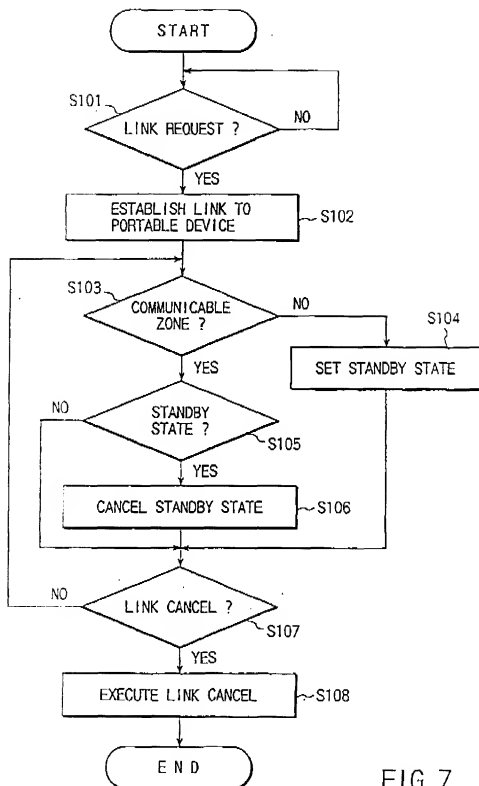 START
S101
LINK REQUEST ?
NO
YES
ESTABLISH LINK TO
PORTABLE DEVICE
S102
S103
COMMUNICABLE
ZONE ?
NO
S104
YES
SET STANDBY STATE
NO
STANDBY
STATE ?
S105
YES
CANCEL STANDBY STATE
S106
NO
LINK CANCEL ?
S107
YES
EXECUTE LINK CANCEL
S108
END
FIG. 7